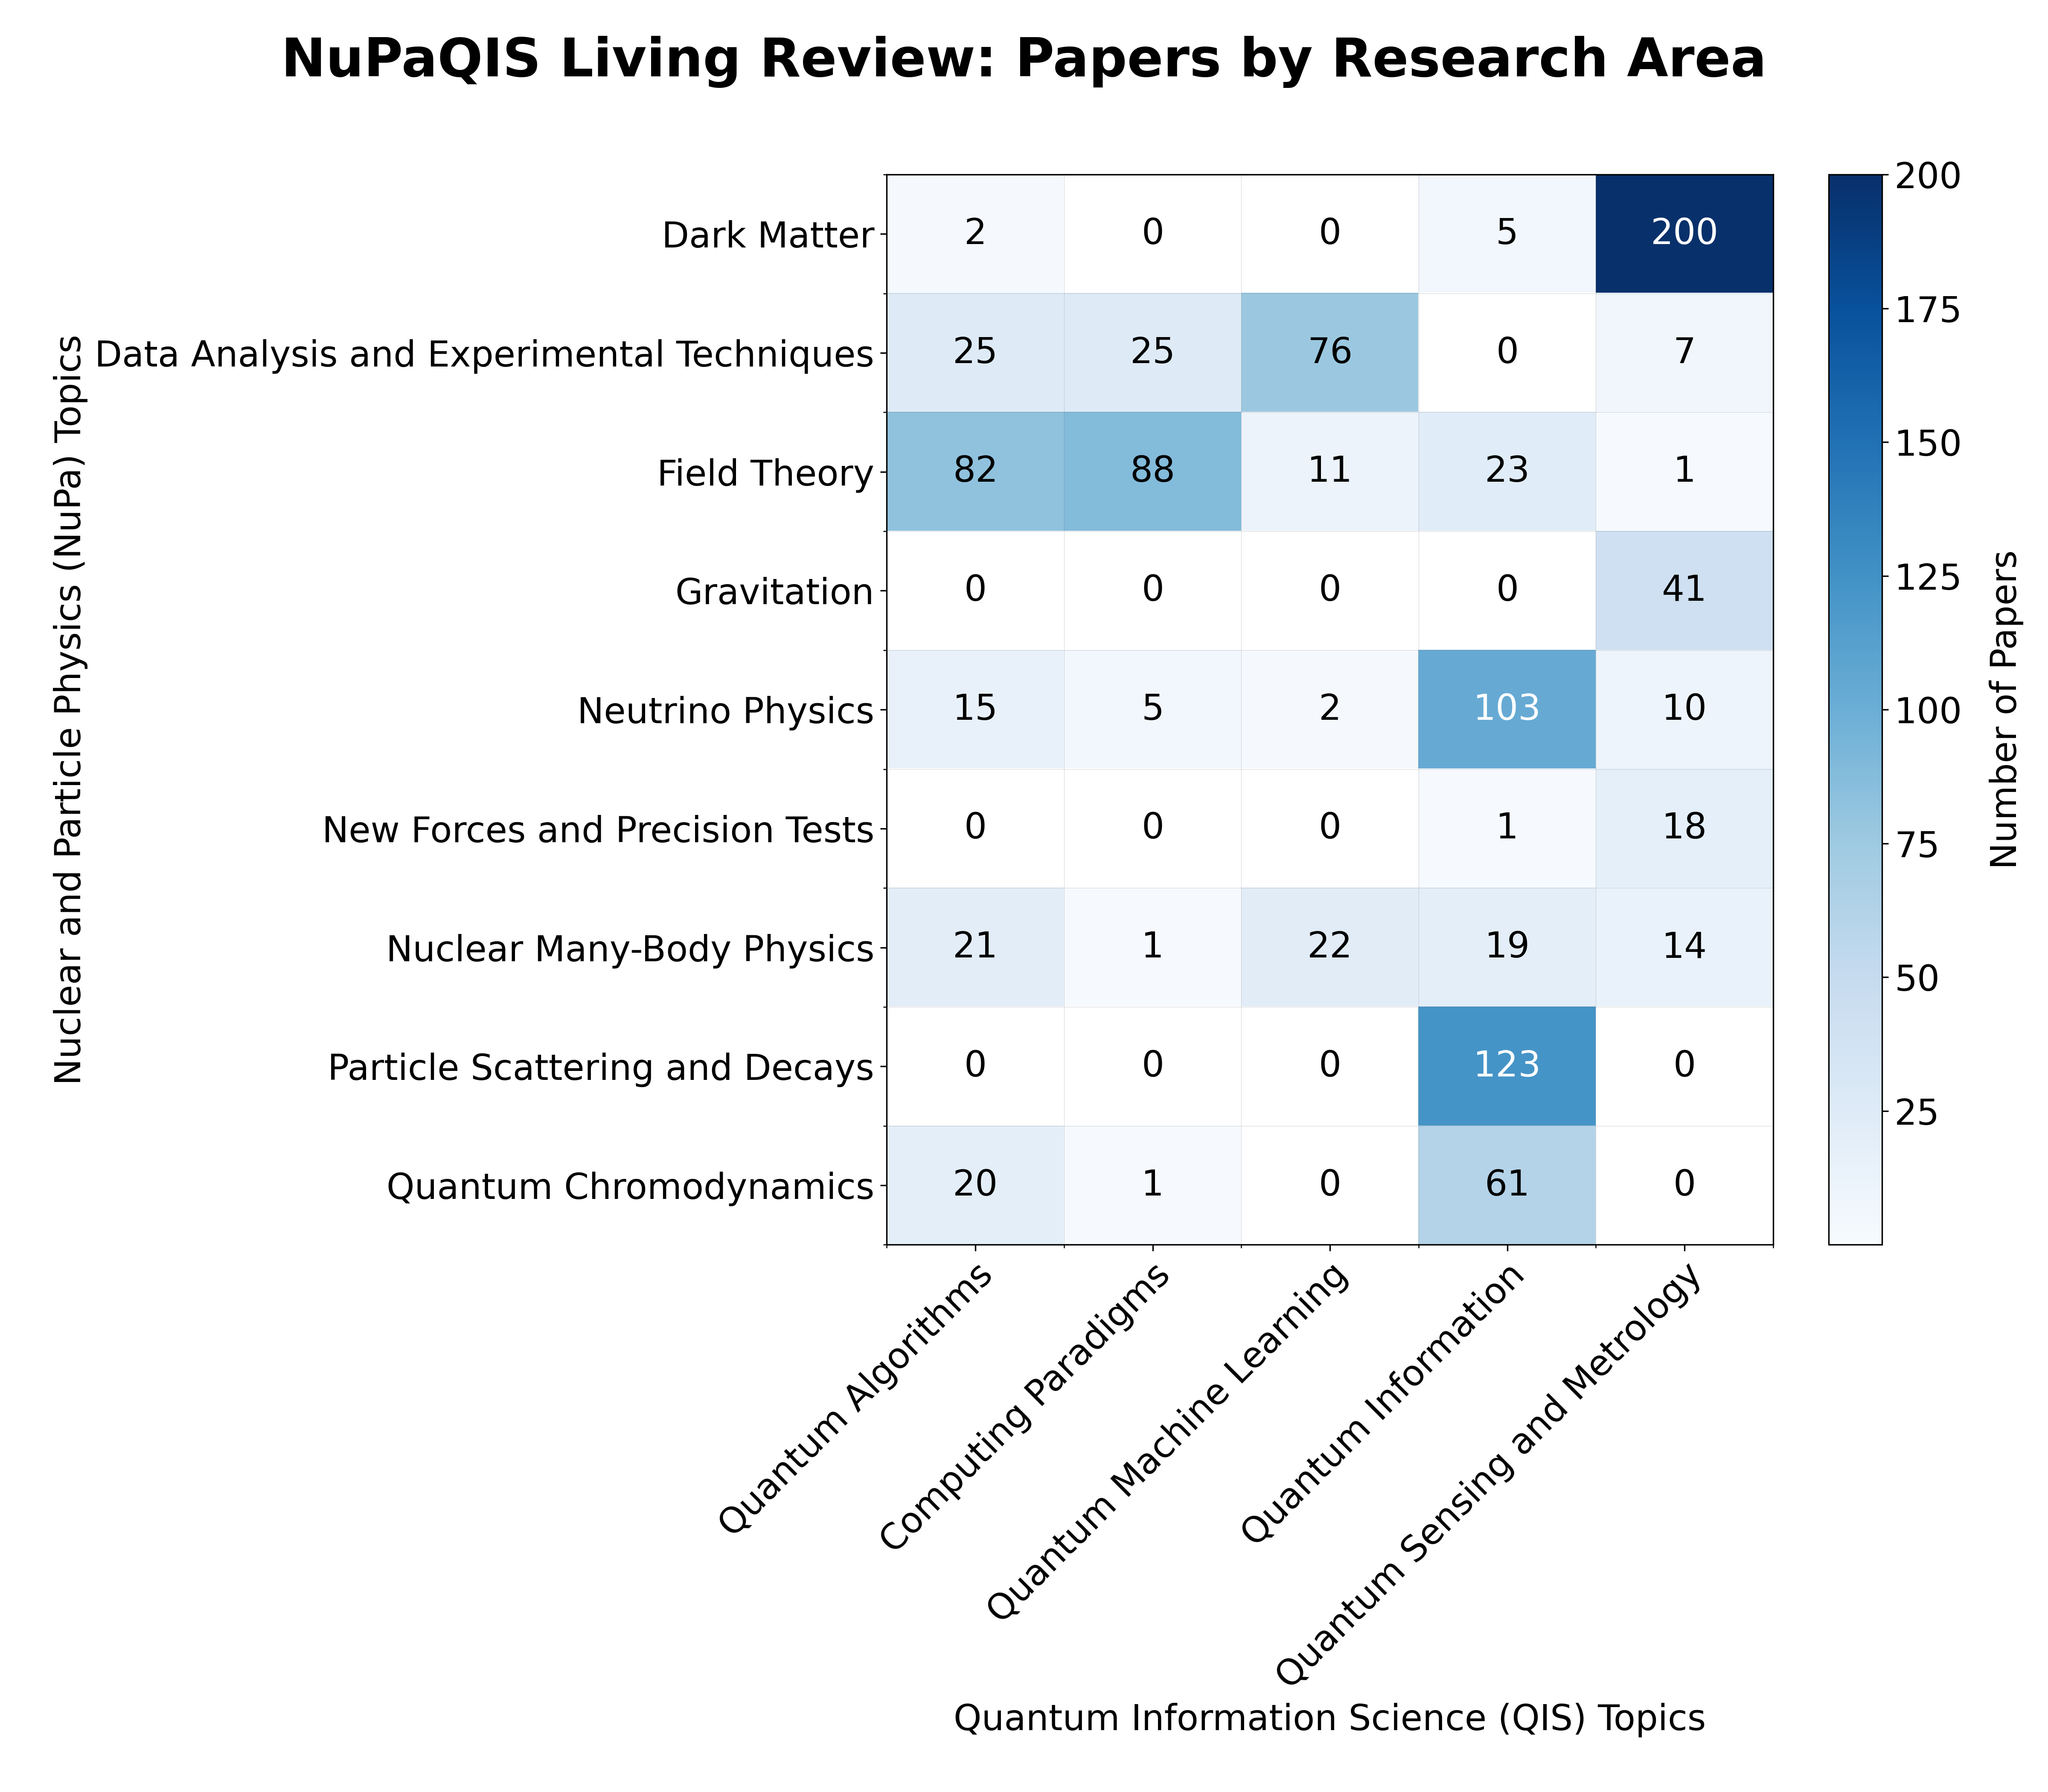 NuPaQIS Living Review: Papers by Research Area
Nuclear and Particle Physics (NuPa) Topics
Dark Matter 2 0 0 5 200
Data Analysis and Experimental Techniques 25 25 76 0 7
Field Theory 82 88 11 23 1
Gravitation 0 0 0 0 41
Neutrino Physics 15 5 2 103 10
New Forces and Precision Tests 0 0 0 1 18
Nuclear Many-Body Physics 21 1 22 19 14
Particle Scattering and Decays 0 0 0 123 0
Quantum Chromodynamics 20 1 0 61 0
Quantum Algorithms
Computing Paradigms
Quantum Machine Learning
Quantum Information
Quantum Sensing and Metrology
Quantum Information Science (QIS) Topics
200
175
150
125
100
75
50
25
Number of Papers